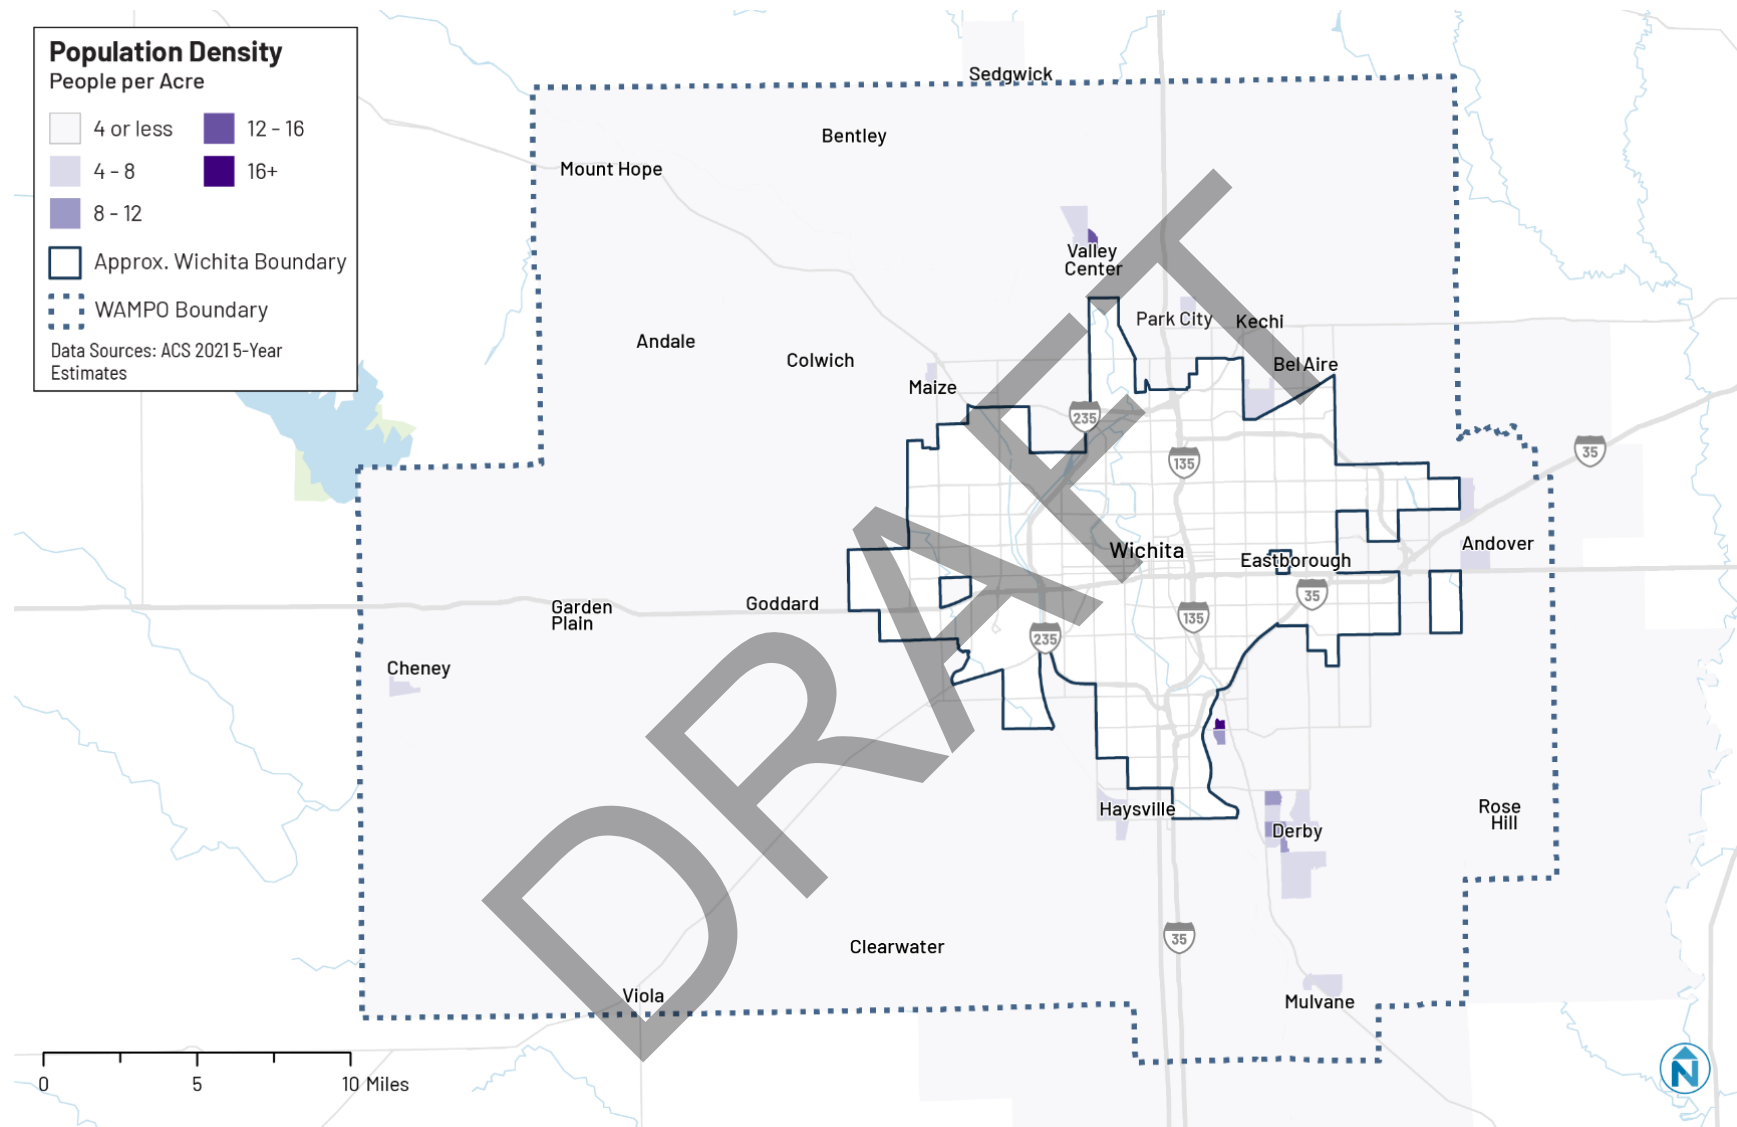 Population Density
People per Acre
4 or less
12 - 16
4 - 8
16+
8 - 12
Approx. Wichita Boundary
WAMPO Boundary
Data Sources: ACS 2021 5-Year
Estimates
Sedgwick
Bentley
Mount Hope
Valley
Center
Park City
Kechi
Andale
Colwich
Bel Aire
Maize
235
135
35
Wichita
Eastborough
Andover
Goddard
Garden
Plain
35
135
235
Cheney
Haysville
Derby
Rose
Hill
Clearwater
35
Viola
Mulvane
DRAFT
0
5
10 Miles
N